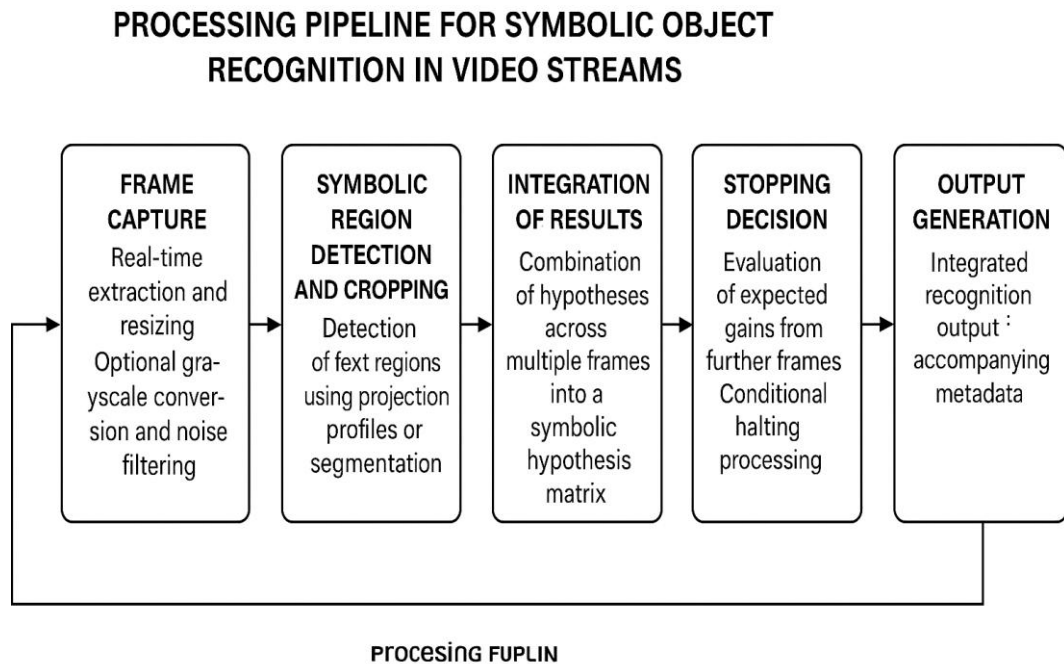 PROCESSING PIPELINE FOR SYMBOLIC OBJECT
RECOGNITION IN VIDEO STREAMS
FRAME
CAPTURE
Real-time
extraction and
resizing
Optional gra-
yscale conver-
sion and noise
filtering
SYMBOLIC
REGION
DETECTION
AND CROPPING
Detection
of fext regions
using projection
profiles or
segmentation
INTEGRATION
OF RESULTS
Combination
of hypotheses
across
multiple frames
into a
symbolic
hypothesis
matrix
STOPPING
DECISION
Evaluation
of expected
gains from
further frames
Conditional
halting
processing
OUTPUT
GENERATION
Integrated
recognition
output :
accompanying
metadata
PROCESING FUPLIN